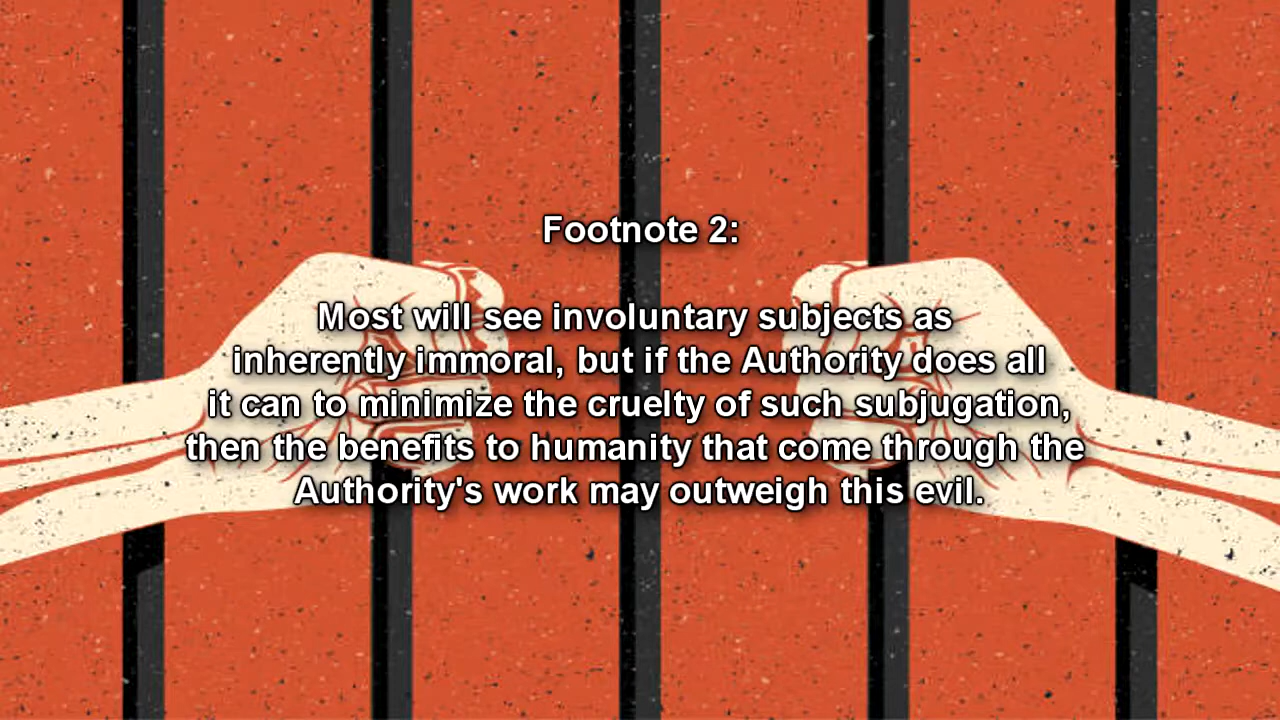 Footnote 2:
Most will see involuntary subjects as
inherently immoral, but if the Authority does all
it can to minimize the cruelty of such subjugation,
then the benefits to humanity that come through the
Authority's work may outweigh this evil.